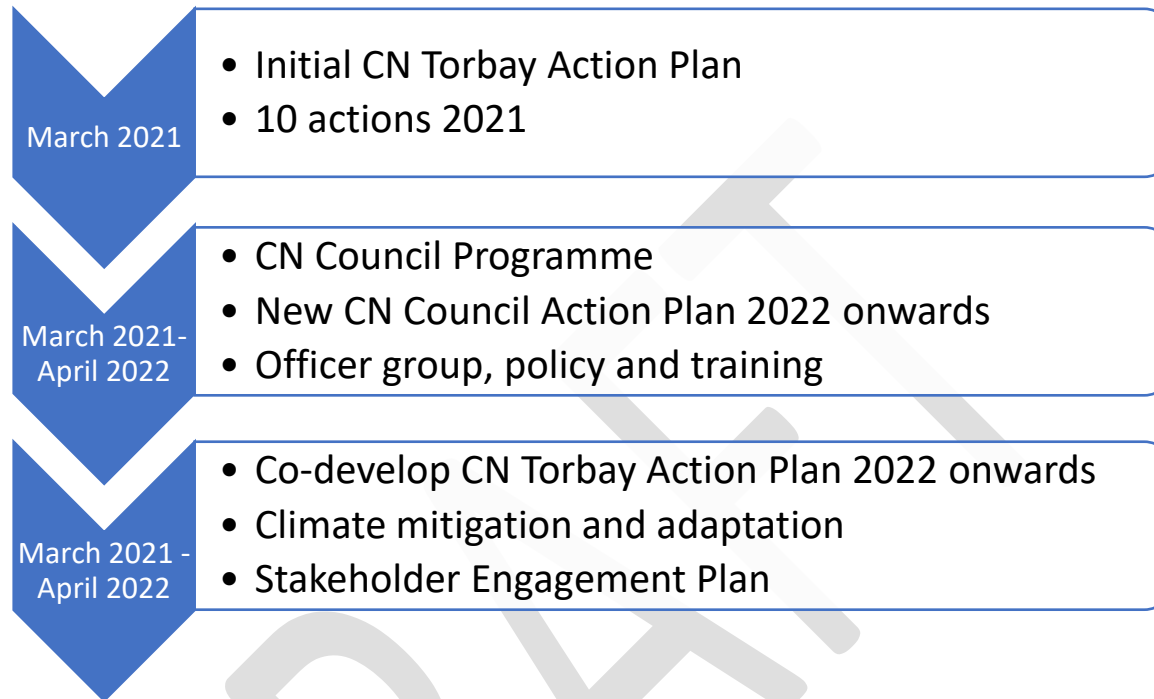 March 2021
• Initial CN Torbay Action Plan
• 10 actions 2021
March 2021-
April 2022
• CN Council Programme
• New CN Council Action Plan 2022 onwards
• Officer group, policy and training
March 2021 -
April 2022
• Co-develop CN Torbay Action Plan 2022 onwards
• Climate mitigation and adaptation
• Stakeholder Engagement Plan
DRAFT